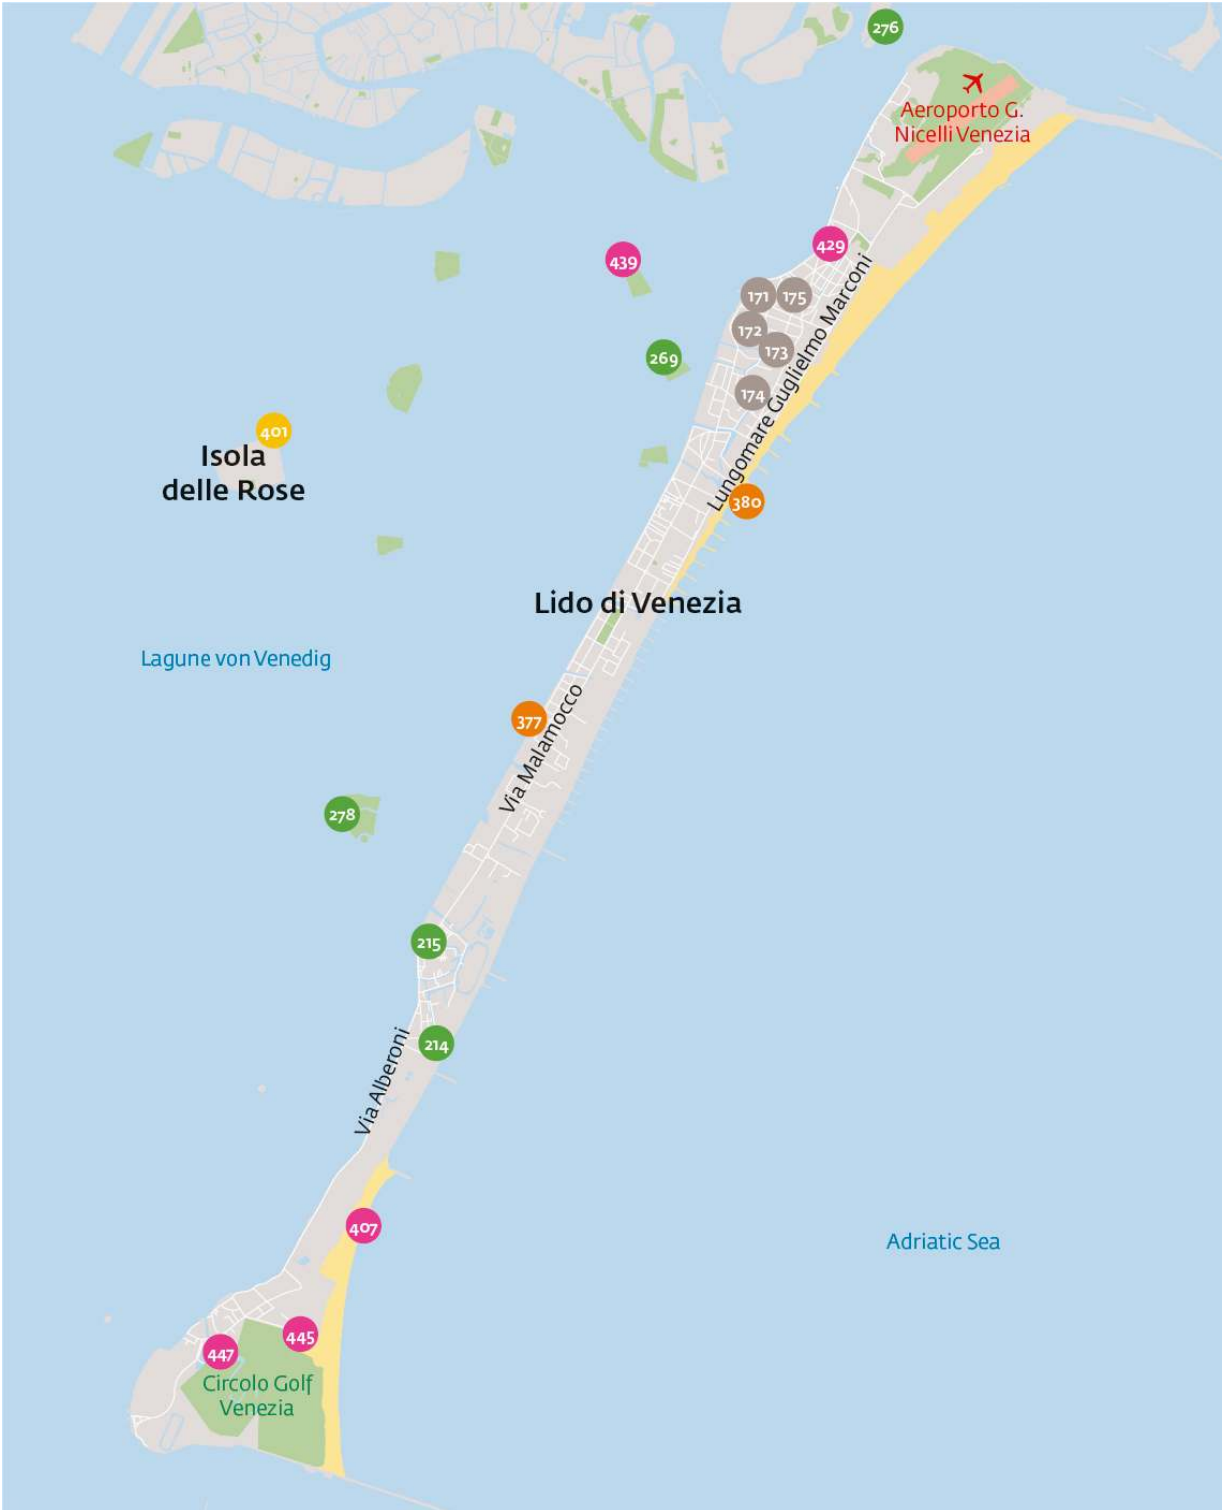 276
Aeroporto G.
Nicelli Venezia
429
439
171
175
172
173
269
174
Lungomare Guglielmo Marconi
401
Isola
delle Rose
380
Lido di Venezia
Lagune von Venedig
377
Via Malamocco
278
215
214
Via Alberoni
407
Adriatic Sea
445
447
Circolo Golf
Venezia